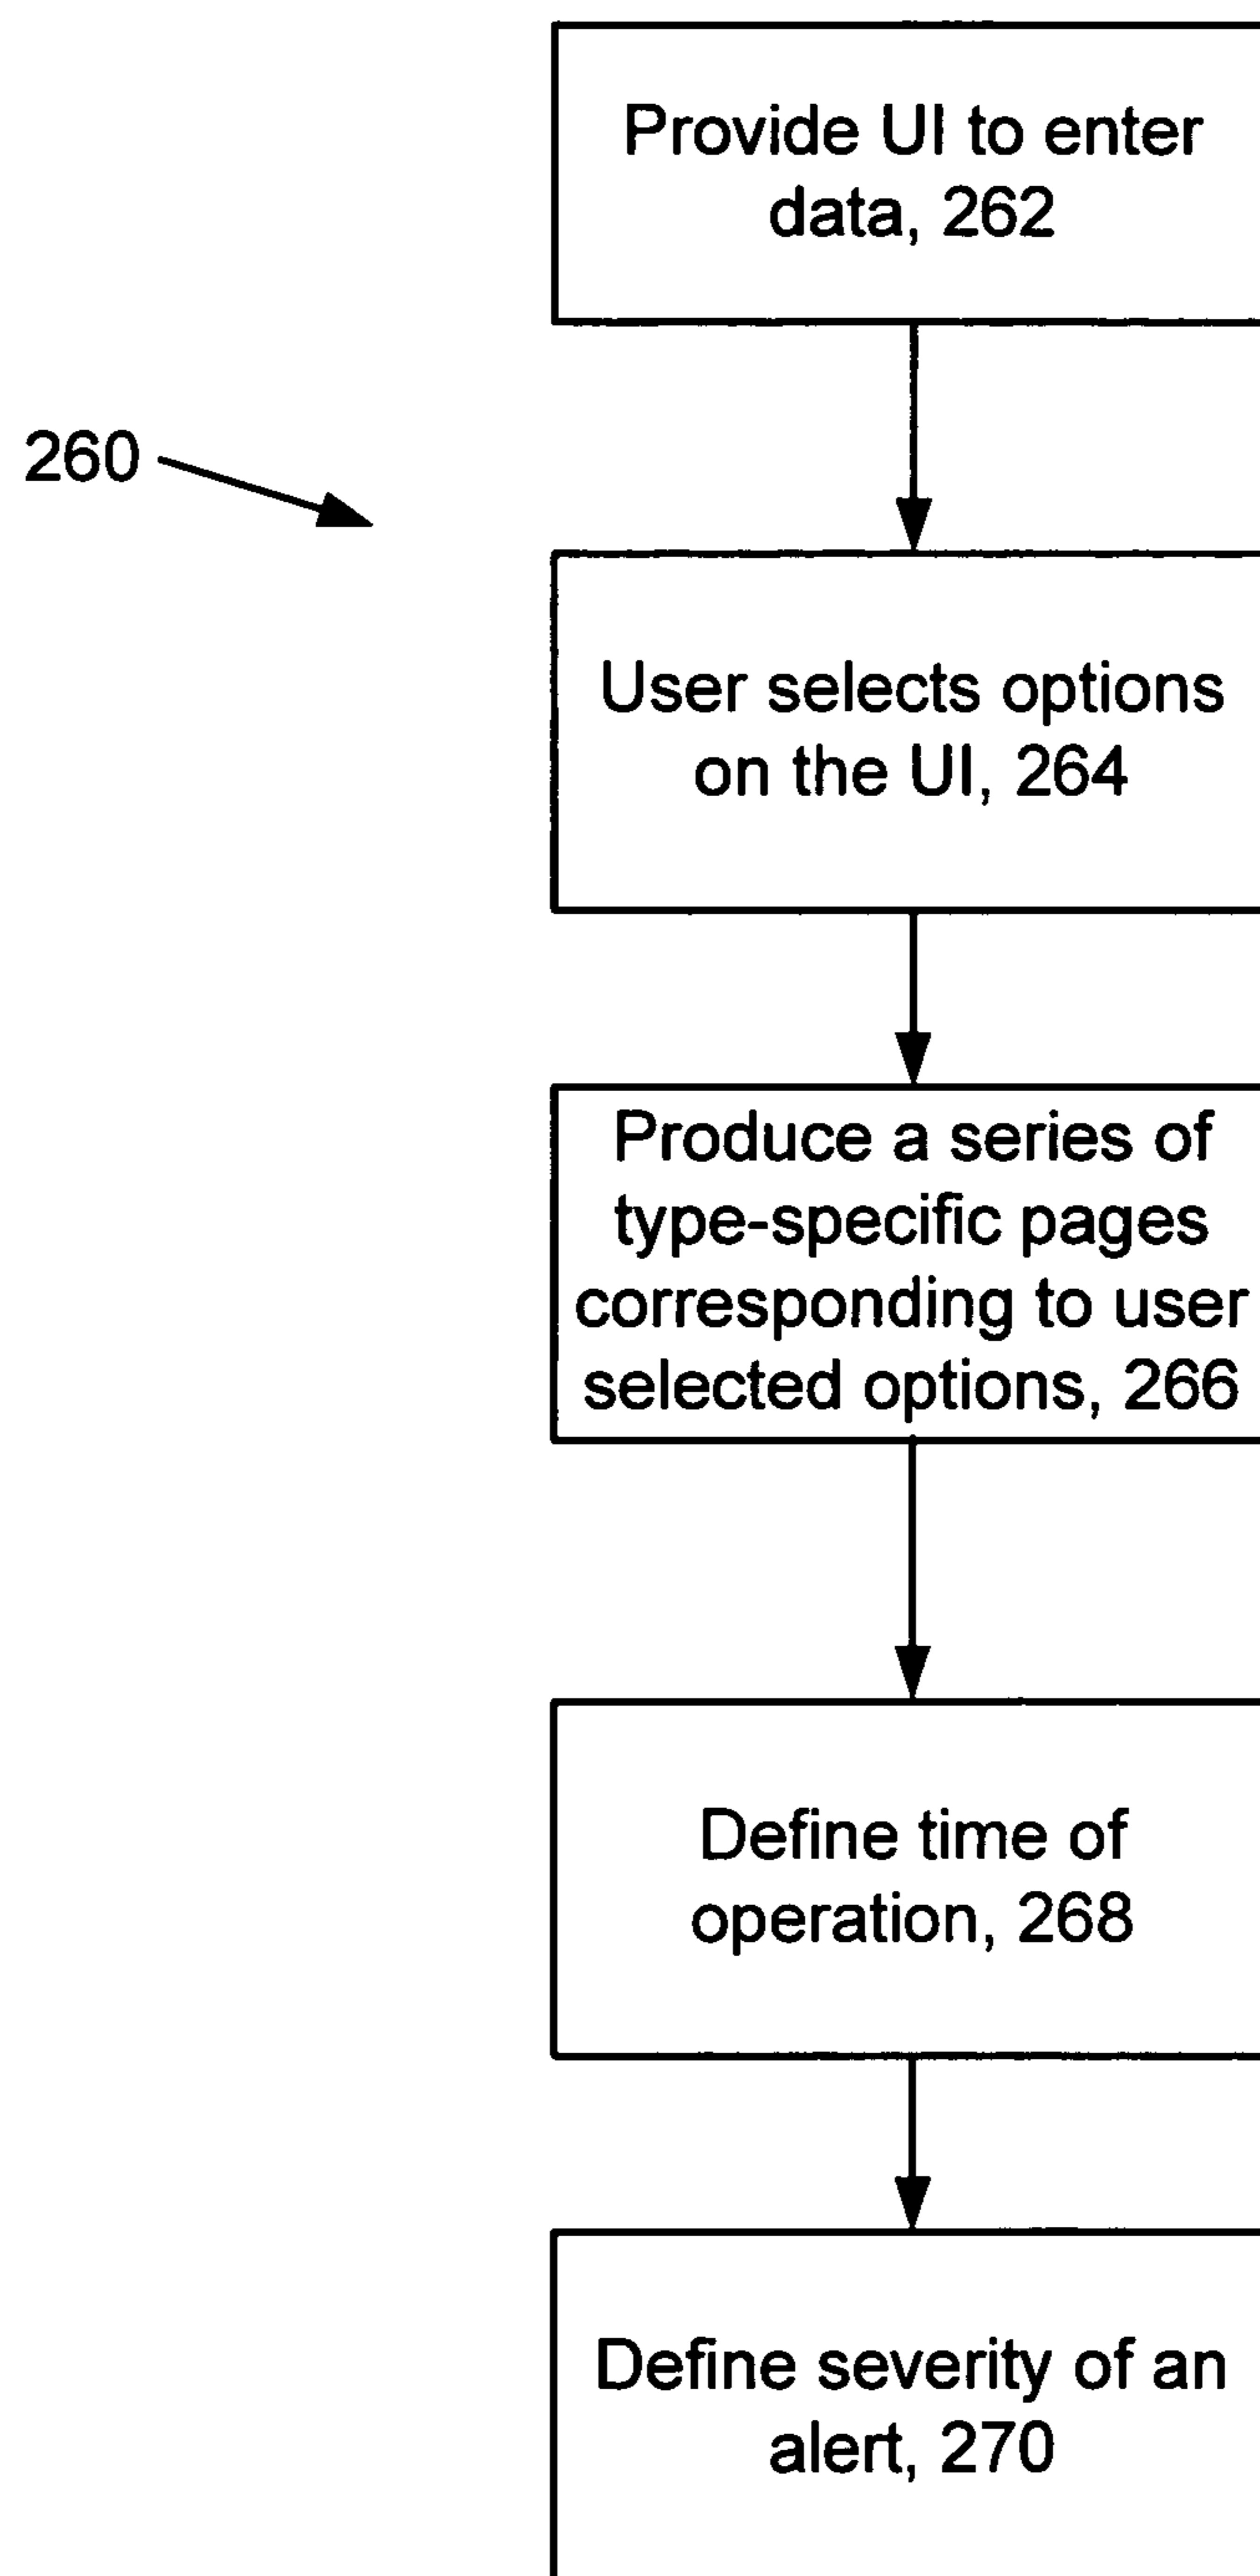 Provide UI to enter
data, 262
260
User selects options
on the UI, 264
Produce a series of
type-specific pages
corresponding to user
selected options, 266
Define time of
operation, 268
Define severity of an
alert, 270